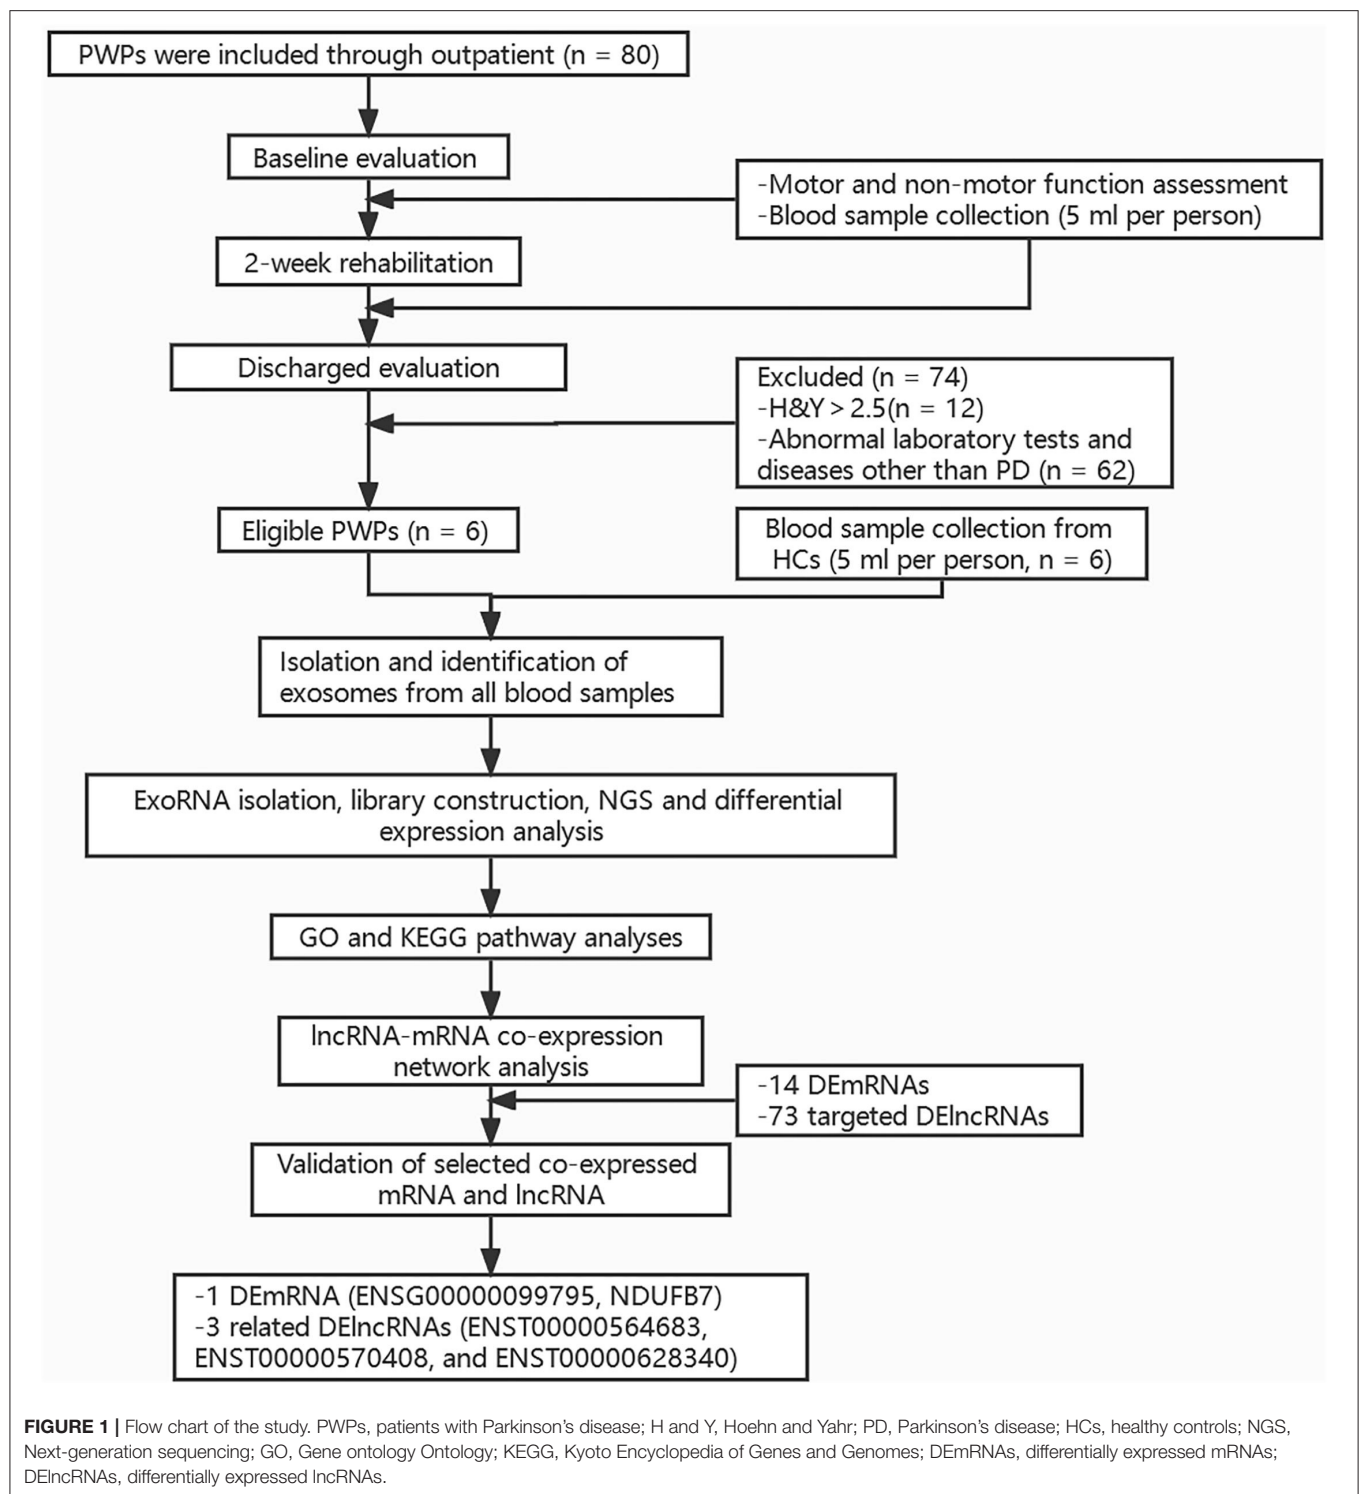 PWPs were included through outpatient (n = 80)
Baseline evaluation
-Motor and non-motor function assessment
-Blood sample collection (5 ml per person)
2-week rehabilitation
Discharged evaluation
Excluded (n = 74)
-H&Y > 2.5(n = 12)
-Abnormal laboratory tests and
diseases other than PD (n = 62)
Eligible PWPs (n = 6)
Blood sample collection from
HCs (5 ml per person, n = 6)
Isolation and identification of
exosomes from all blood samples
ExoRNA isolation, library construction, NGS and differential
expression analysis
GO and KEGG pathway analyses
lncRNA-mRNA co-expression
network analysis
-14 DEmRNAs
-73 targeted DElncRNAs
Validation of selected co-expressed
mRNA and lncRNA
-1 DEmRNA (ENSG00000099795, NDUFB7)
-3 related DElncRNAs (ENST00000564683,
ENST00000570408, and ENST00000628340)
FIGURE 1 | Flow chart of the study. PWPs, patients with Parkinson's disease; H and Y, Hoehn and Yahr; PD, Parkinson's disease; HCs, healthy controls; NGS,
Next-generation sequencing; GO, Gene ontology Ontology; KEGG, Kyoto Encyclopedia of Genes and Genomes; DEmRNAs, differentially expressed mRNAs;
DElncRNAs, differentially expressed lncRNAs.